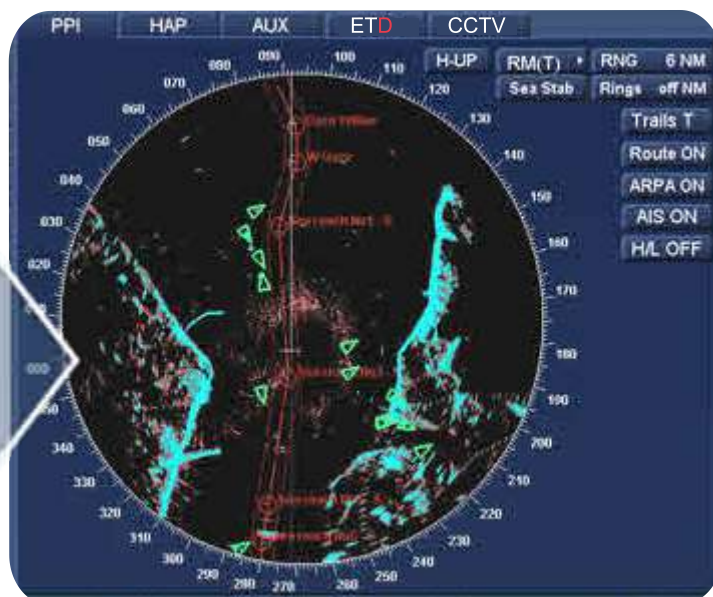 PPI HAP AUX ETD CCTV
H-UP RM(T) RNG 6 NM
Sea Stab Rings off NM
Trails T
Route ON
ARPA ON
AIS ON
H/L OFF
090 100
080 110
070 120
060 130
050 140
040 150
030 160
020 170
000 180
190
340 200
330 210
320 220
310 230
300 240
290 280 270 260 250